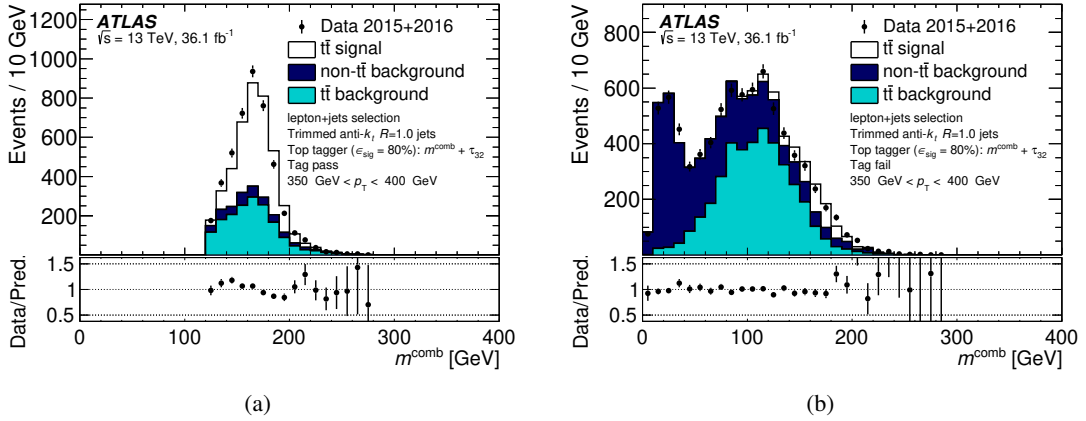 ATLAS
√s = 13 TeV, 36.1 fb⁻¹
Data 2015+2016
tt̄ signal
non-tt̄ background
tt̄ background
lepton+jets selection
Trimmed anti-kₜ R=1.0 jets
Top tagger (ϵsig = 80%): mᶜᵒᵐᵇ + τ₃₂
Tag pass
350 GeV < pT < 400 GeV
Events / 10 GeV
1200
1000
800
600
400
200
Data/Pred.
1.5
1
0.5
0 100 200 300 400
mᶜᵒᵐᵇ [GeV]
(a)
ATLAS
√s = 13 TeV, 36.1 fb⁻¹
Data 2015+2016
tt̄ signal
non-tt̄ background
tt̄ background
lepton+jets selection
Trimmed anti-kₜ R=1.0 jets
Top tagger (ϵsig = 80%): mᶜᵒᵐᵇ + τ₃₂
Tag fail
350 GeV < pT < 400 GeV
Events / 10 GeV
800
600
400
200
Data/Pred.
1.5
1
0.5
0 100 200 300 400
mᶜᵒᵐᵇ [GeV]
(b)